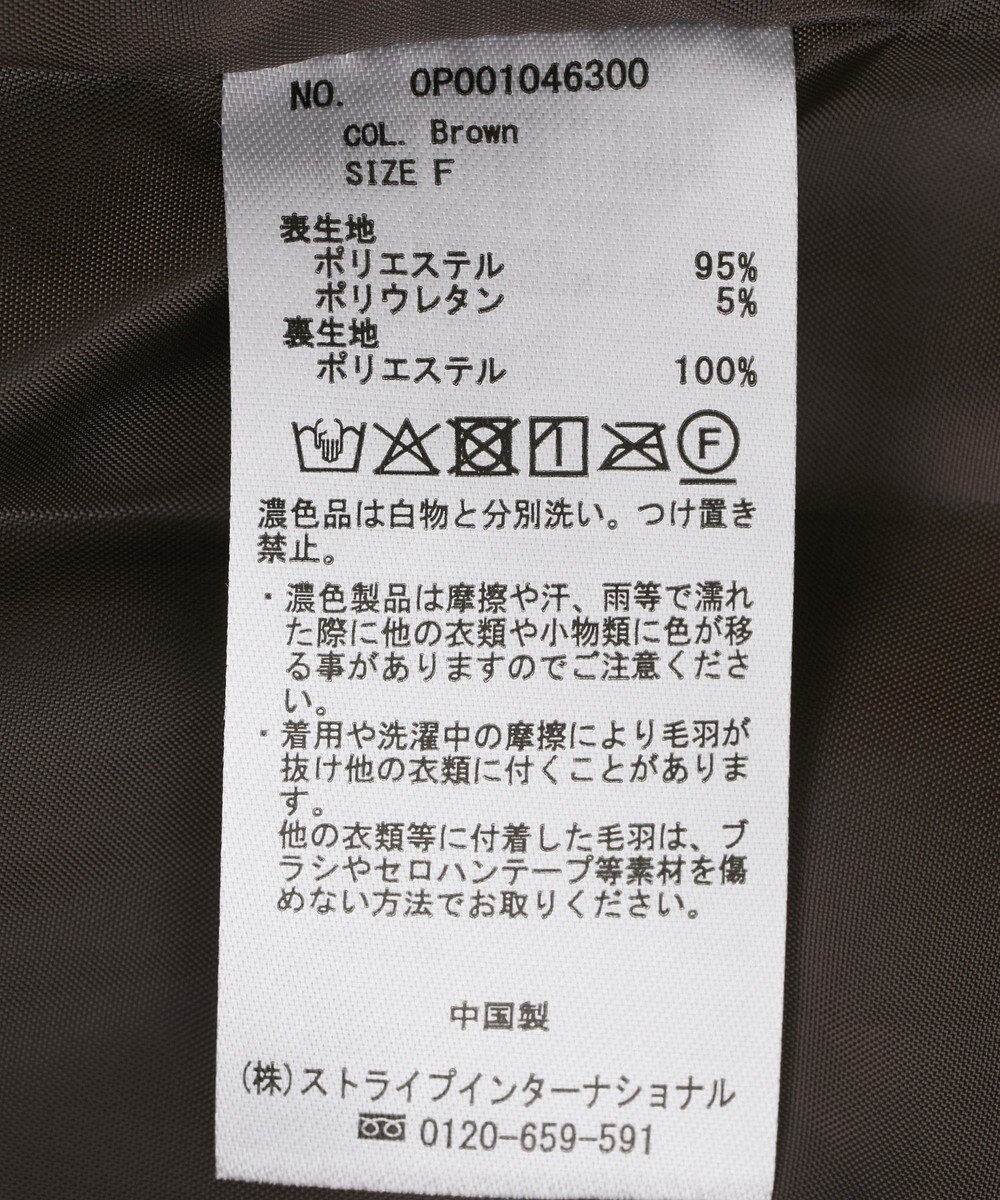 NO. OP001046300
COL. Brown
SIZE F
表生地
ポリエステル 95%
ポリウレタン 5%
裏生地
ポリエステル 100%
F
濃色品は白物と分別洗い。つけ置き
禁止。
・濃色製品は摩擦や汗、雨等で濡れ
た際に他の衣類や小物類に色が移
る事がありますのでご注意くださ
い。
・着用や洗濯中の摩擦により毛羽が
抜け他の衣類に付くことがありま
す。
他の衣類等に付着した毛羽は、ブ
ラシやセロハンテープ等素材を傷
めない方法でお取りください。
中国製
(株)ストライプインターナショナル
0120-659-591